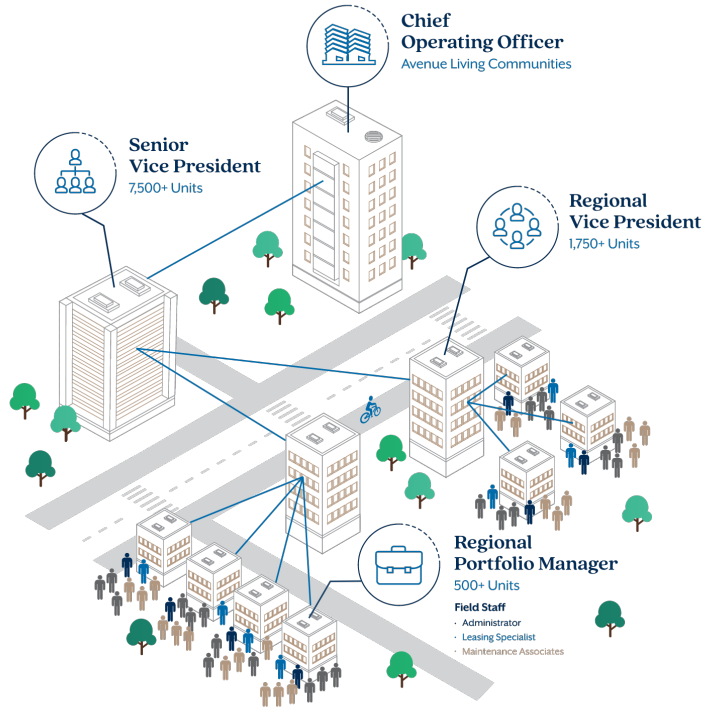 Chief
Operating Officer
Avenue Living Communities
Senior
Vice President
7,500+ Units
Regional
Vice President
1,750+ Units
Regional
Portfolio Manager
500+ Units
Field Staff
· Administrator
· Leasing Specialist
· Maintenance Associates